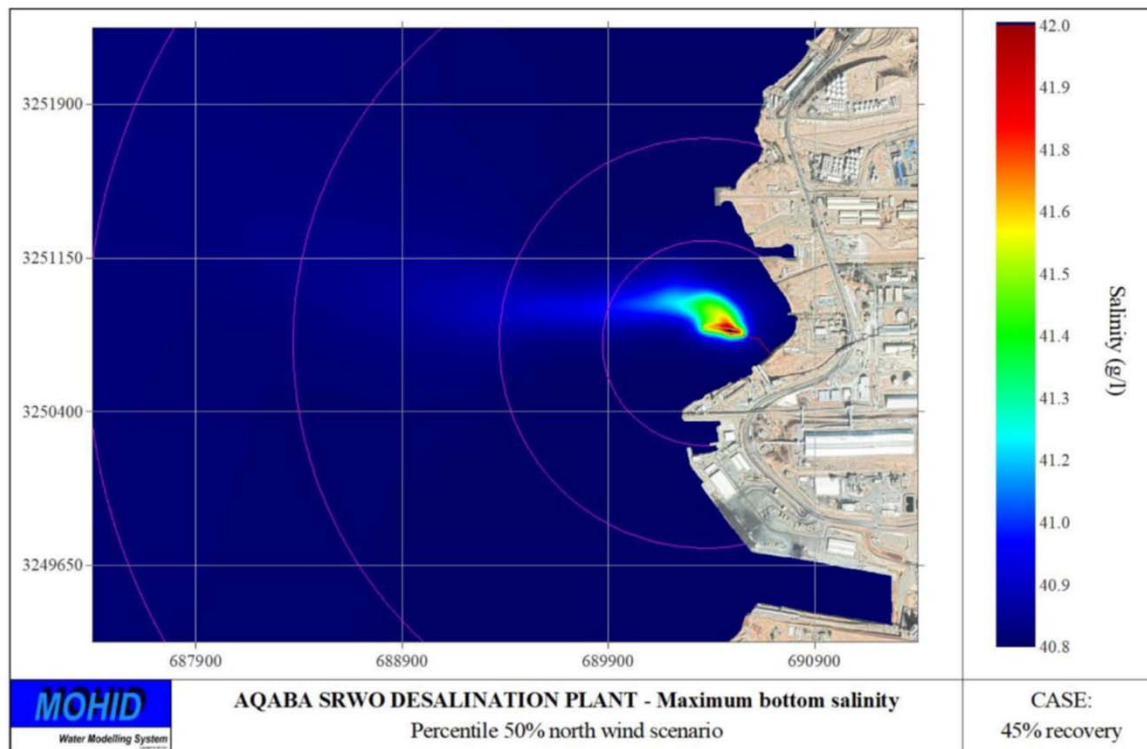 3251900
3251150
3250400
3249650
687900
688900
689900
690900
42.0
41.9
41.8
41.6
41.5
41.4
41.2
41.0
40.9
40.8
Salinity (g/l)
MOHID
Water Modelling System
AQABA SRWO DESALINATION PLANT - Maximum bottom salinity
Percentile 50% north wind scenario
CASE:
45% recovery